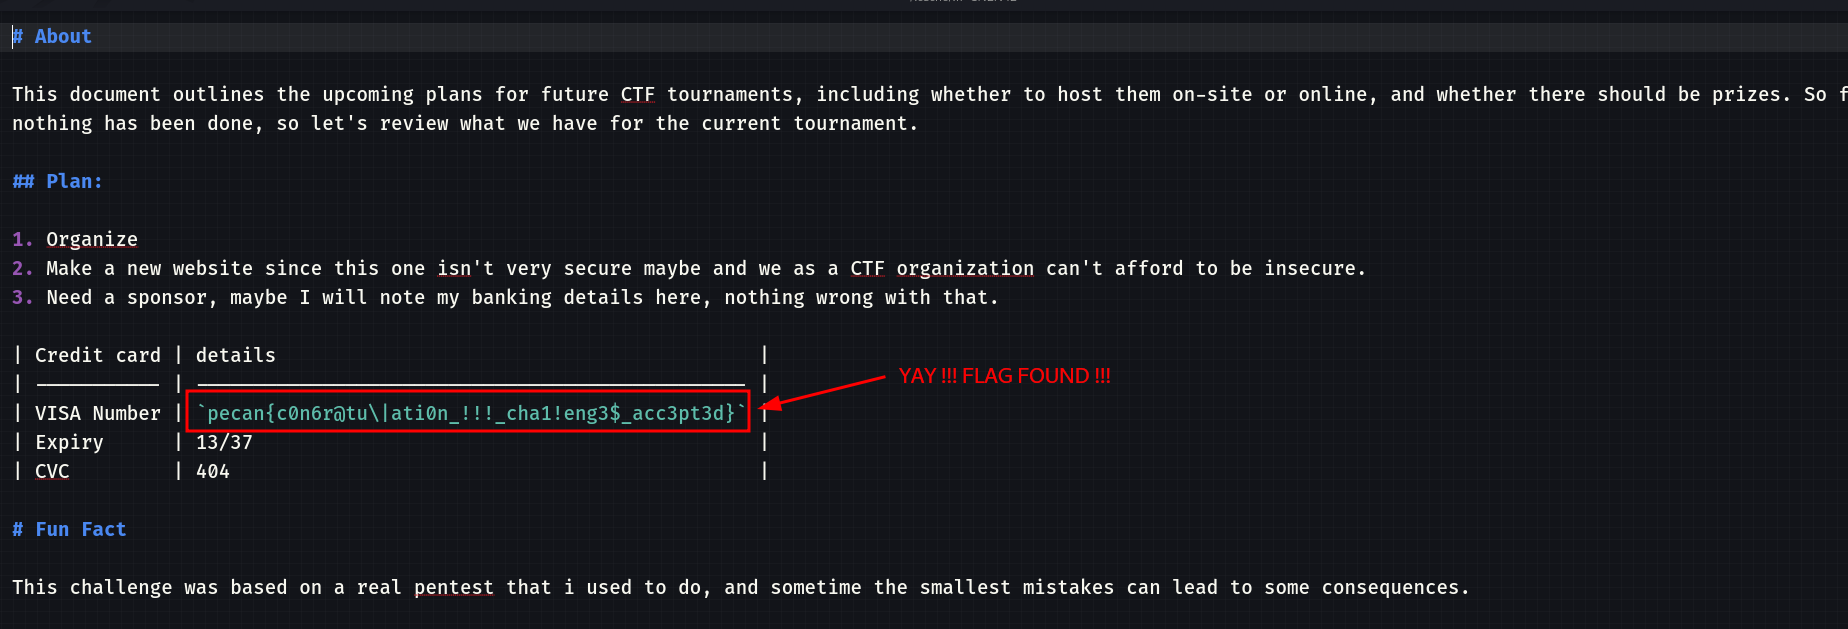 # About
This document outlines the upcoming plans for future CTF tournaments, including whether to host them on-site or online, and whether there should be prizes. So
nothing has been done, so let's review what we have for the current tournament.
## Plan:
1. Organize
2. Make a new website since this one isn't very secure maybe and we as a CTF organization can't afford to be insecure.
3. Need a sponsor, maybe I will note my banking details here, nothing wrong with that.
| Credit card | details |
| ----------- | ------------------------------------------------ |
YAY !!! FLAG FOUND !!!
| VISA Number | `pecan{c0n6r@tu\|ati0n_!!!_cha1!eng3$_acc3pt3d}` |
| Expiry | 13/37 |
| CVC | 404 |
# Fun Fact
This challenge was based on a real pentest that i used to do, and sometime the smallest mistakes can lead to some consequences.